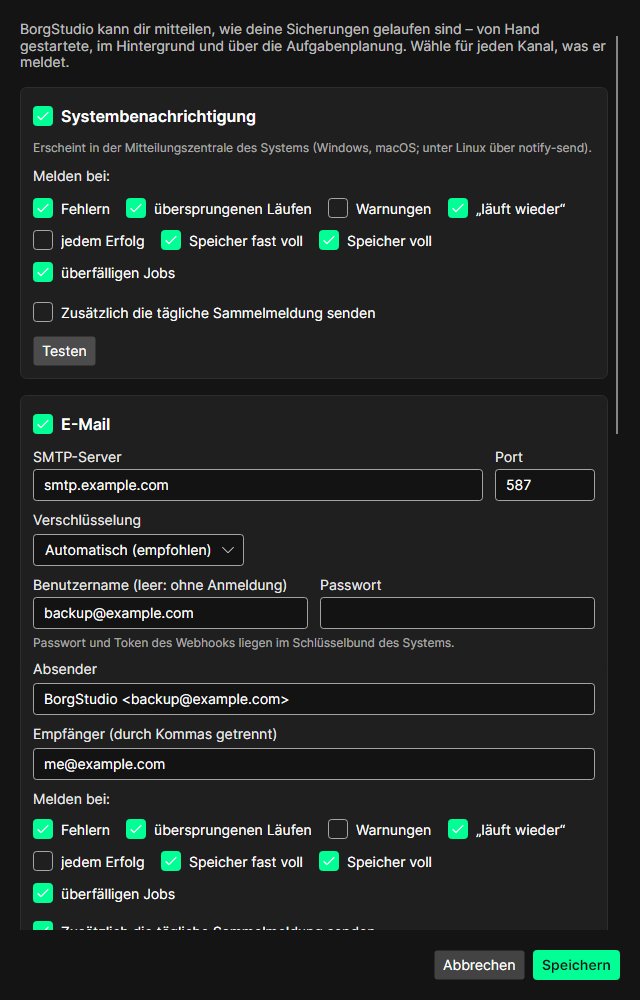 BorgStudio kann dir mitteilen, wie deine Sicherungen gelaufen sind – von Hand
gestartete, im Hintergrund und über die Aufgabenplanung. Wähle für jeden Kanal, was er
meldet.
Systembenachrichtigung
Erscheint in der Mitteilungszentrale des Systems (Windows, macOS; unter Linux über notify-send).
Melden bei:
Fehlern übersprungenen Läufen Warnungen „läuft wieder“
jedem Erfolg Speicher fast voll Speicher voll
überfälligen Jobs
Zusätzlich die tägliche Sammelmeldung senden
Testen
E-Mail
SMTP-Server Port
smtp.example.com 587
Verschlüsselung
Automatisch (empfohlen)
Benutzername (leer: ohne Anmeldung) Passwort
backup@example.com
Passwort und Token des Webhooks liegen im Schlüsselbund des Systems.
Absender
BorgStudio <backup@example.com>
Empfänger (durch Kommas getrennt)
me@example.com
Melden bei:
Fehlern übersprungenen Läufen Warnungen „läuft wieder“
jedem Erfolg Speicher fast voll Speicher voll
überfälligen Jobs
Zusätzlich die tägliche Sammelmeldung senden
Abbrechen Speichern